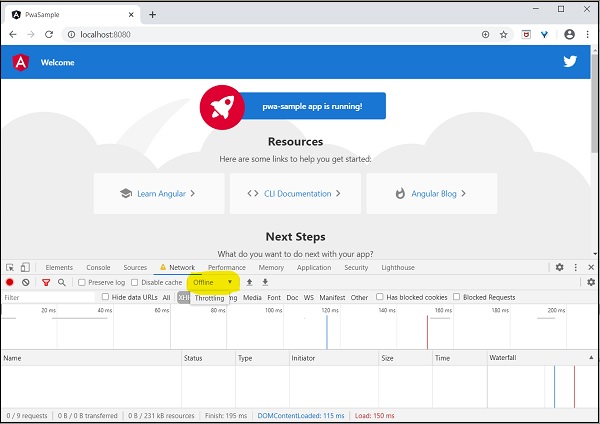 PwaSample
localhost:8080
Welcome
pwa-sample app is running!
Resources
Here are some links to help you get started:
Learn Angular CLI Documentation Angular Blog
Next Steps
What do you want to do next with your app?
Elements Console Sources Network Performance Memory Application Security Lighthouse
Preserve log Disable cache Offline
Filter Hide data URLs All XHR Throttling Media Font Doc WS Manifest Other Has blocked cookies Blocked Requests
20 ms 40 ms 60 ms 80 ms 100 ms 120 ms 140 ms 160 ms 180 ms 200 ms
Name Status Type Initiator Size Time Waterfall
0 / 9 requests 0 B / 0 B transferred 0 B / 231 kB resources Finish: 195 ms DOMContentLoaded: 115 ms Load: 150 ms